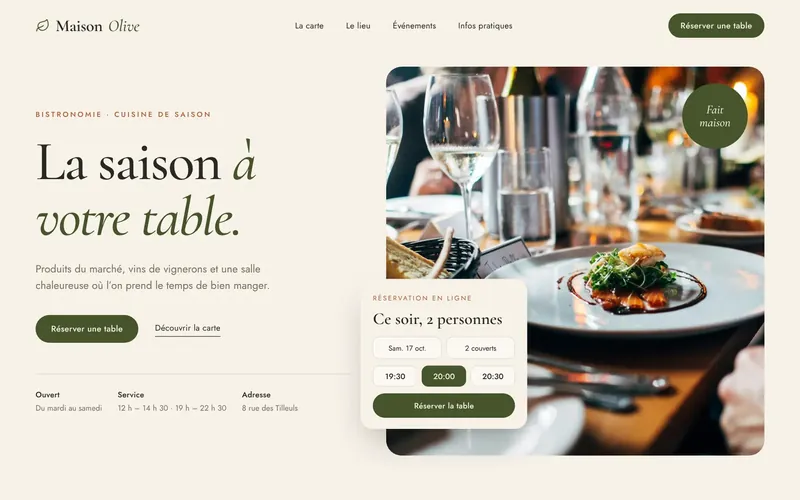 Maison Olive
La carte
Le lieu
Événements
Infos pratiques
Réserver une table
BISTRONOMIE · CUISINE DE SAISON
La saison à
votre table.
Produits du marché, vins de vignerons et une salle
chaleureuse où l'on prend le temps de bien manger.
Réserver une table
Découvrir la carte
Ouvert
Du mardi au samedi
Service
12 h – 14 h 30 · 19 h – 22 h 30
Adresse
8 rue des Tilleuls
Fait
maison
RÉSERVATION EN LIGNE
Ce soir, 2 personnes
Sam. 17 oct.
2 couverts
19:30
20:00
20:30
Réserver la table